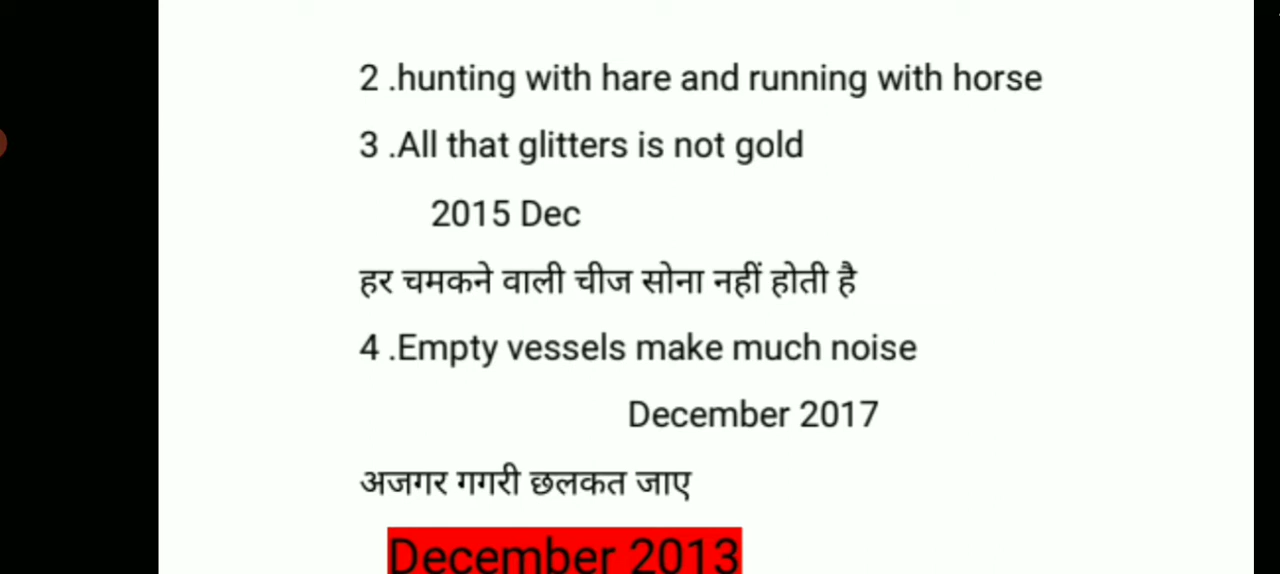 2 .hunting with hare and running with horse
3 .All that glitters is not gold
2015 Dec
हर चमकने वाली चीज सोना नहीं होती है
4 .Empty vessels make much noise
December 2017
अजगर गगरी छलकत जाए
December 2013